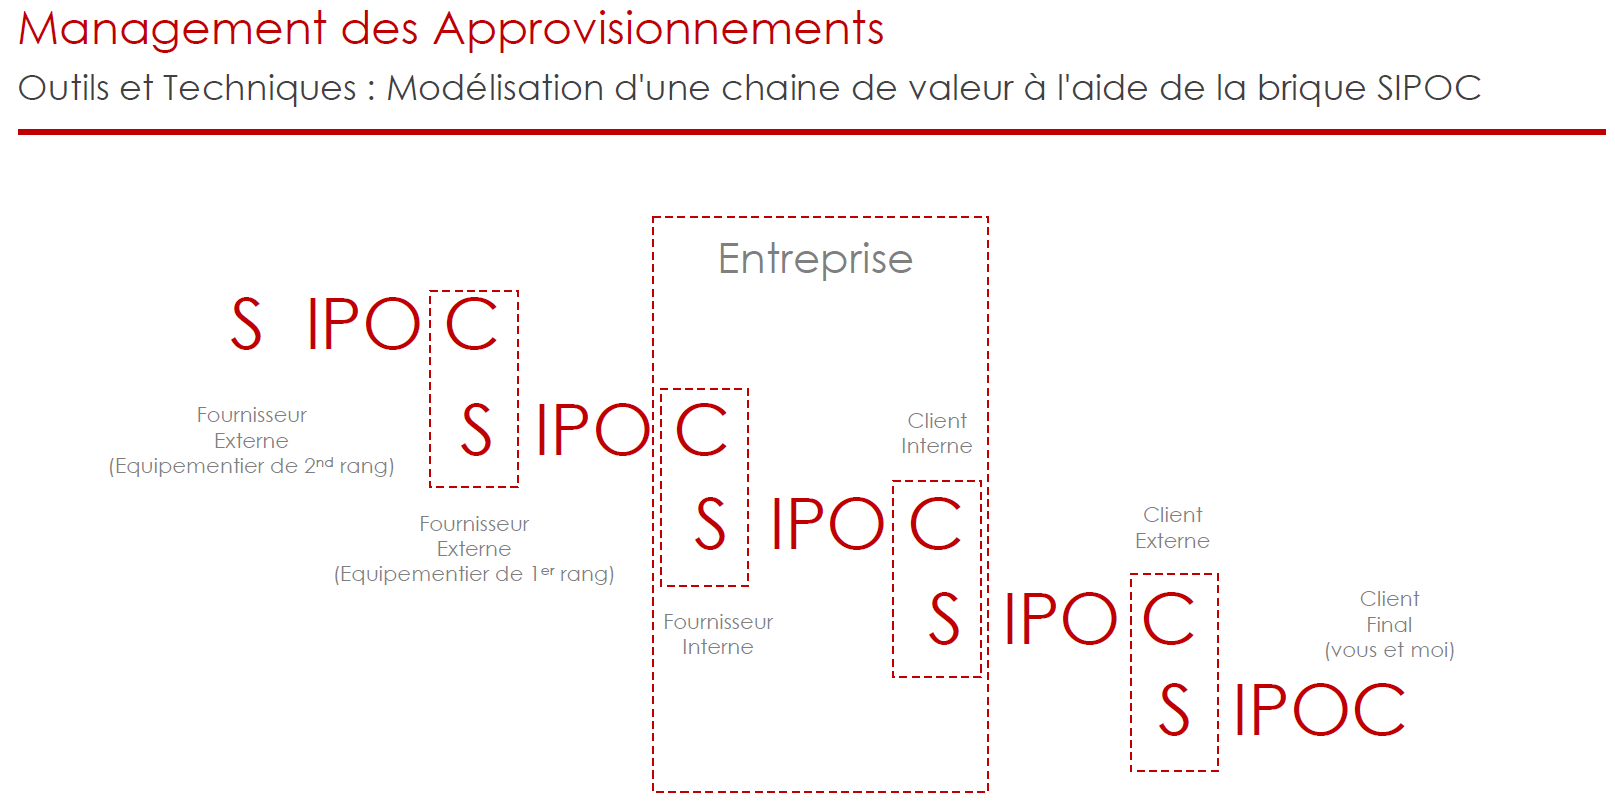 Management des Approvisionnements
Outils et Techniques : Modélisation d'une chaine de valeur à l'aide de la brique SIPOC
Entreprise
S IPO C
Fournisseur
Externe
(Equipementier de 2nd rang)
S IPO C
Client
Interne
Fournisseur
Externe
(Equipementier de 1er rang)
S IPO C
Client
Externe
Fournisseur
Interne
S IPO C
Client
Final
(vous et moi)
S IPOC